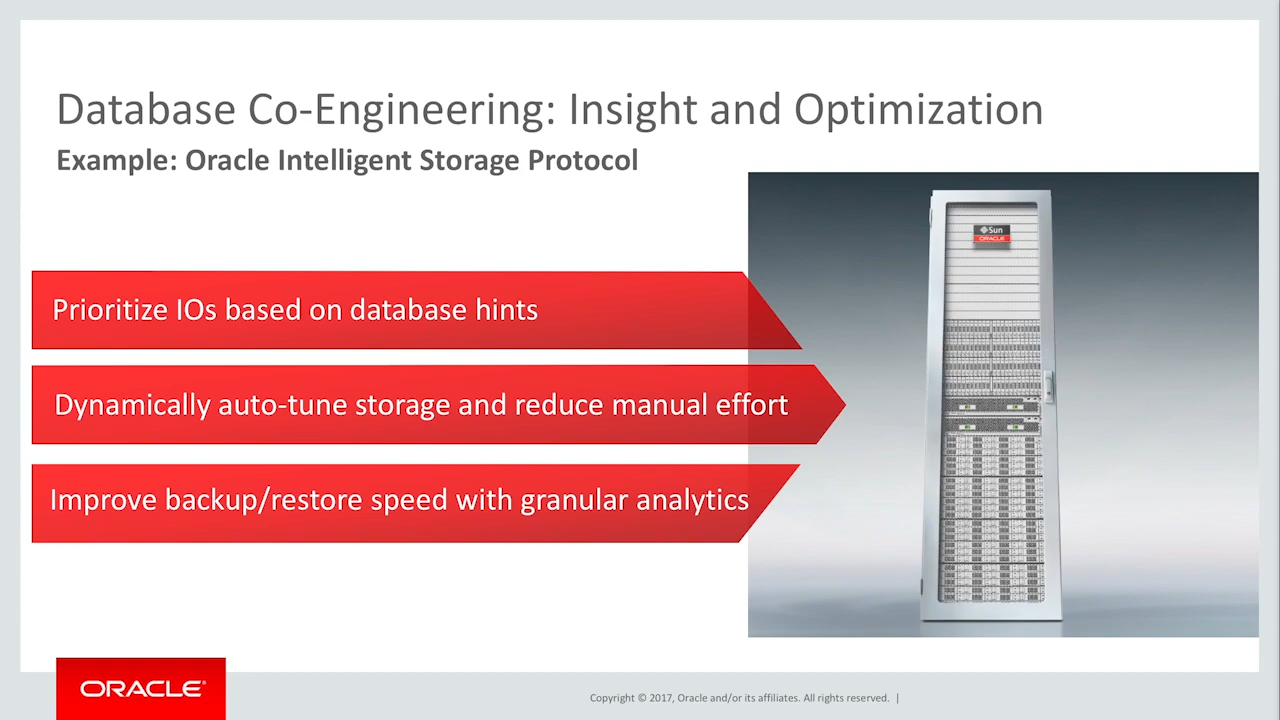 Database Co-Engineering: Insight and Optimization
Example: Oracle Intelligent Storage Protocol
Sun
ORACLE
Prioritize IOs based on database hints
Dynamically auto-tune storage and reduce manual effort
Improve backup/restore speed with granular analytics
ORACLE®
Copyright © 2017, Oracle and/or its affiliates. All rights reserved. |